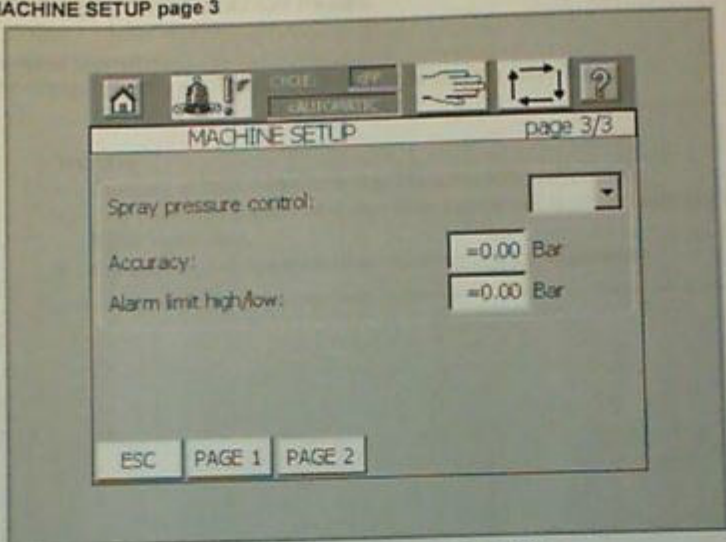 MACHINE SETUP page 3
CYCLE: OFF
<AUTOMATIC
?
MACHINE SETUP page 3/3
Spray pressure control:
Accuracy: =0.00 Bar
Alarm limit high/low: =0.00 Bar
ESC PAGE 1 PAGE 2